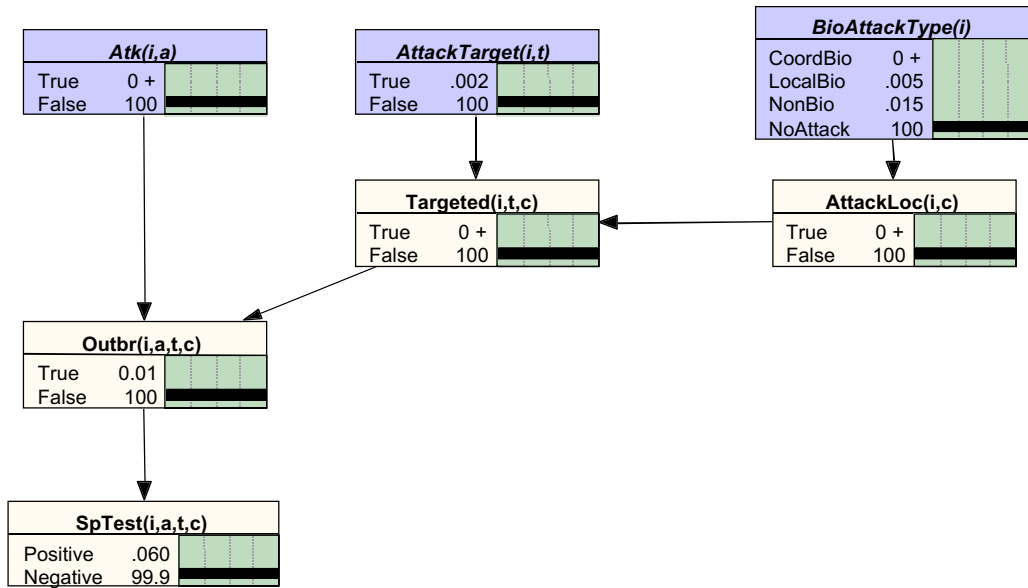 Atk(i,a)
True 0 +
False 100
AttackTarget(i,t)
True .002
False 100
BioAttackType(i)
CoordBio 0 +
LocalBio .005
NonBio .015
NoAttack 100
Targeted(i,t,c)
True 0 +
False 100
AttackLoc(i,c)
True 0 +
False 100
Outbr(i,a,t,c)
True 0.01
False 100
SpTest(i,a,t,c)
Positive .060
Negative 99.9